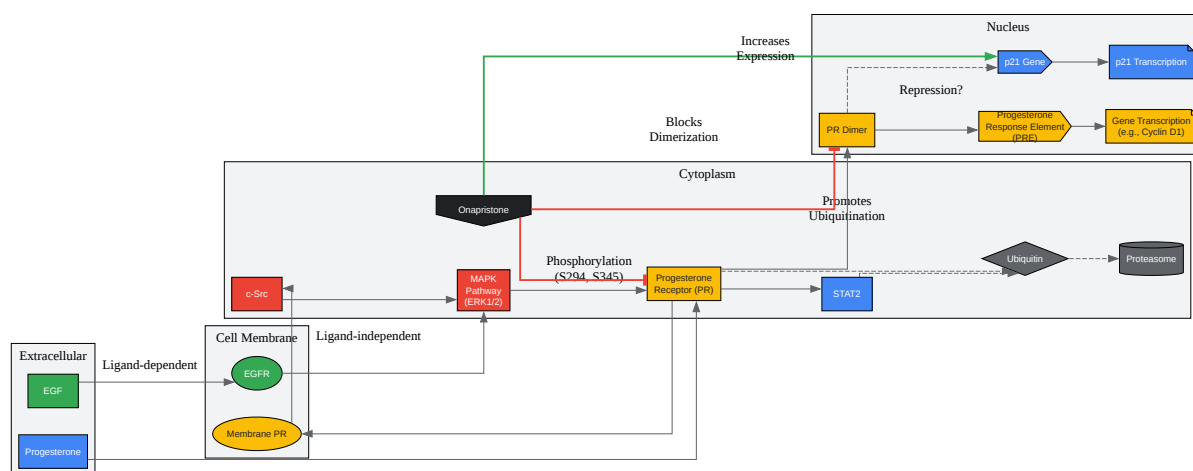 Nucleus
Increases
Expression
p21 Gene
p21 Transcription
Repression?
Blocks
Dimerization
PR Dimer
Progesterone
Response Element
(PRE)
Gene Transcription
(e.g., Cyclin D1)
Cytoplasm
Onapristone
Promotes
Ubiquitination
Phosphorylation
(S294, S345)
Ubiquitin
Proteasome
c-Src
MAPK
Pathway
(ERK1/2)
Progesterone
Receptor (PR)
STAT2
Cell Membrane
Ligand-independent
Extracellular
Ligand-dependent
EGFR
EGF
Membrane PR
Progesterone